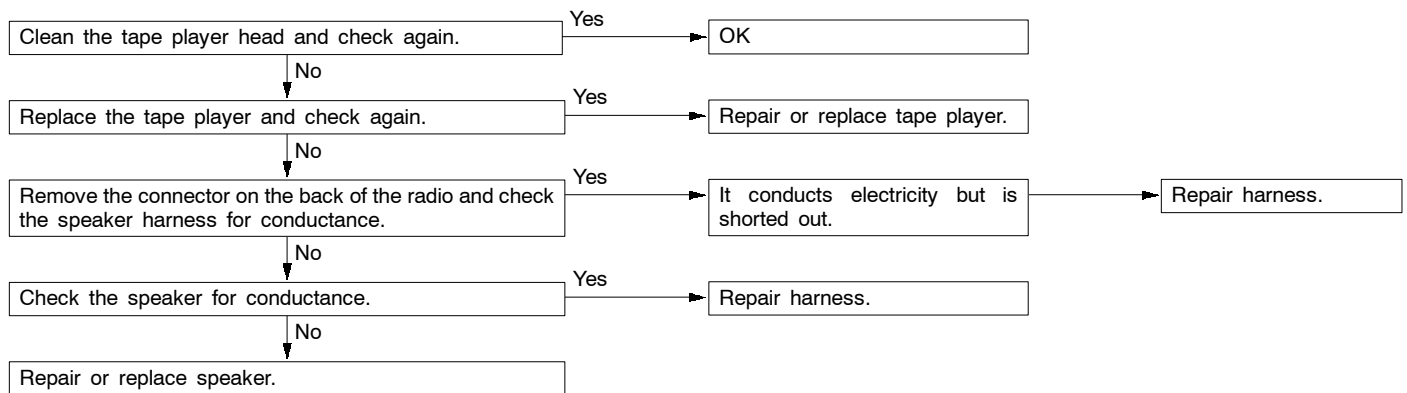 Clean the tape player head and check again.
Yes
OK
No
Replace the tape player and check again.
Yes
Repair or replace tape player.
No
Remove the connector on the back of the radio and check
the speaker harness for conductance.
Yes
It conducts electricity but is
shorted out.
Repair harness.
No
Check the speaker for conductance.
Yes
Repair harness.
No
Repair or replace speaker.